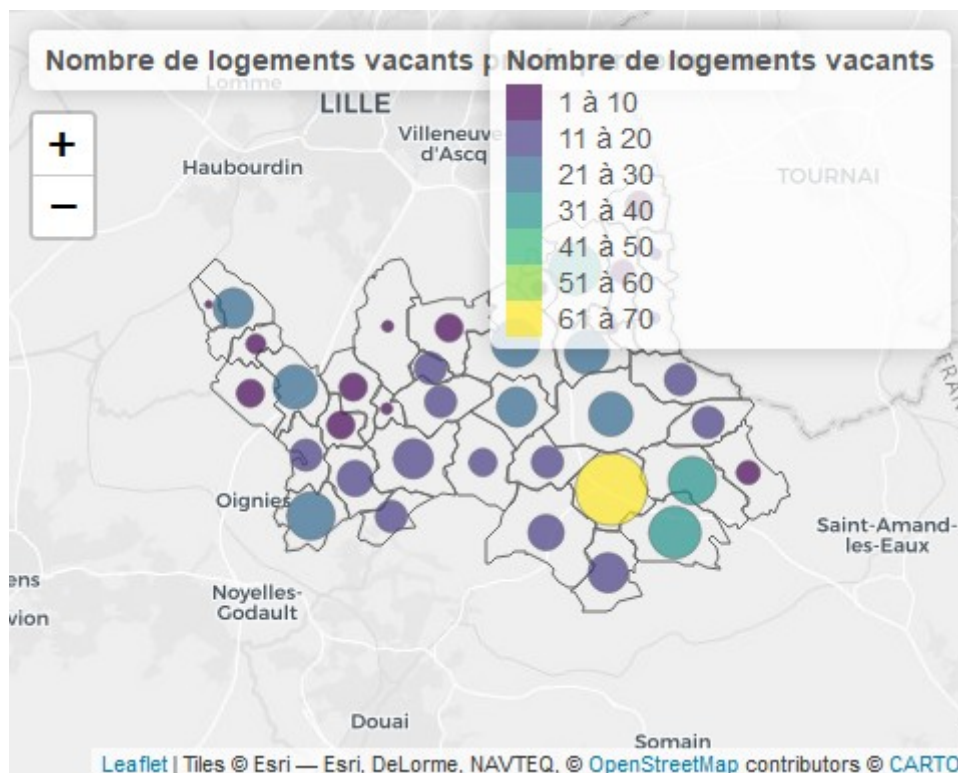 Nombre de logements vacants p
Nombre de logements vacants
1 à 10
11 à 20
21 à 30
31 à 40
41 à 50
51 à 60
61 à 70
+
−
Lomme
LILLE
Villeneuv
d'Ascq
Haubourdin
TOURNAI
Oignies
Saint-Amand-
les-Eaux
Noyelles-
Godault
ens
vion
Douai
Somain
FRAN
Leaflet | Tiles © Esri — Esri, DeLorme, NAVTEQ, © OpenStreetMap contributors © CARTO